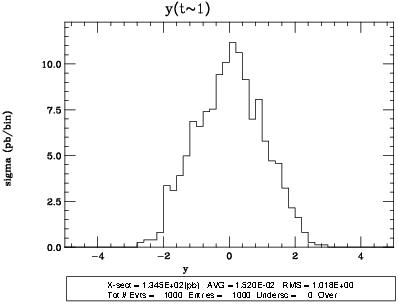 y(t~1)
sigma (pb/bin)
10.0
7.5
5.0
2.5
0.0
−4 −2 0 2 4
y
X-sect = 1.345E+02(pb) AVG = 1.520E-02 RMS = 1.018E+00
Tot # Evts = 1000 Entries = 1000 Undersc = 0 Over